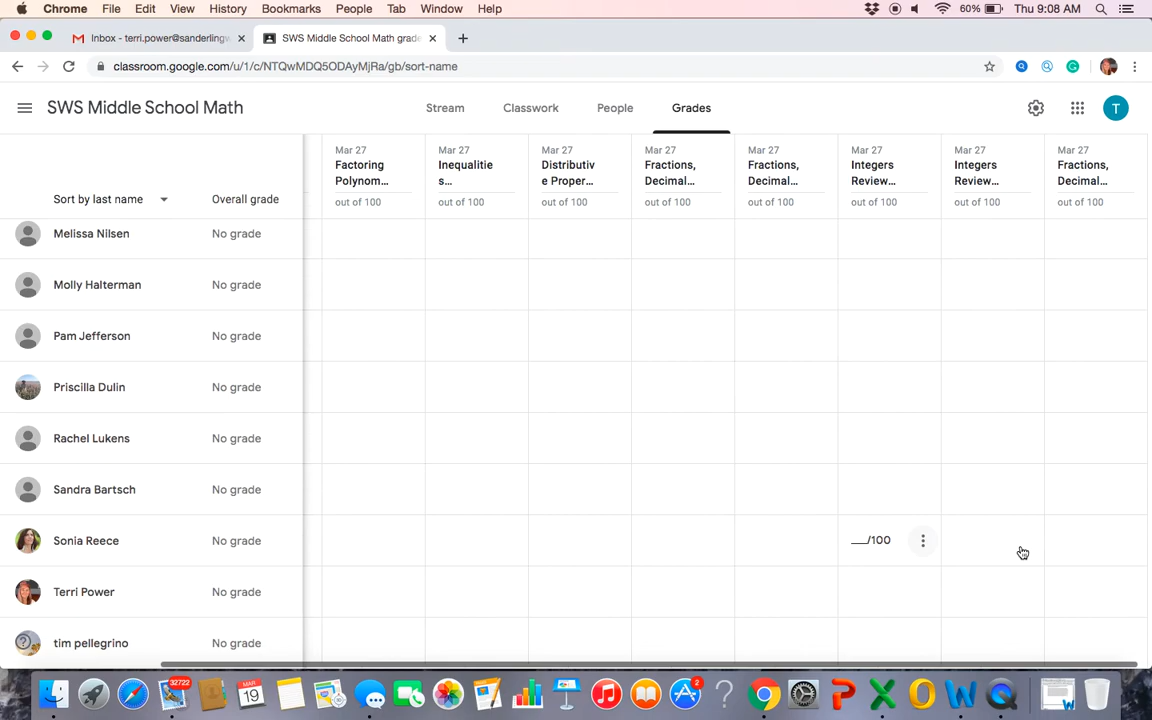 Chrome File Edit View History Bookmarks People Tab Window Help 60% Thu 9:08 AM
Inbox - terri.power@sanderlingw
SWS Middle School Math grade
classroom.google.com/u/1/c/NTQwMDQ5ODAyMjRa/gb/sort-name
SWS Middle School Math
Stream Classwork People Grades
T
Sort by last name Overall grade
Mar 27 Mar 27 Mar 27 Mar 27 Mar 27 Mar 27 Mar 27 Mar 27
Factoring Inequalitie Distributiv Fractions, Fractions, Integers Integers Fractions,
Polynom... s... e Proper... Decimal... Decimal... Review... Review... Decimal...
out of 100 out of 100 out of 100 out of 100 out of 100 out of 100 out of 100 out of 100
Melissa Nilsen No grade
Molly Halterman No grade
Pam Jefferson No grade
Priscilla Dulin No grade
Rachel Lukens No grade
Sandra Bartsch No grade
Sonia Reece No grade __/100
Terri Power No grade
tim pellegrino No grade
32722
MAR
19
2